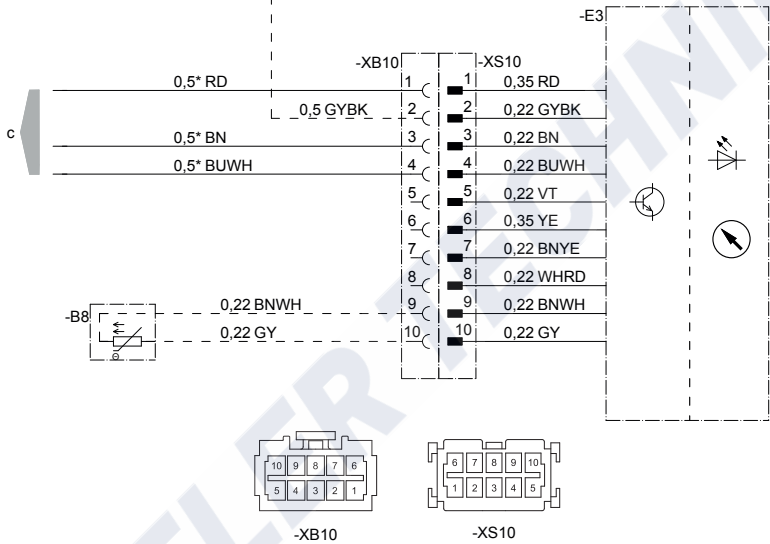 -E3
-XB10 -XS10
0,5* RD 1 1 0,35 RD
0,5 GYBK 2 2 0,22 GYBK
c
0,5* BN 3 3 0,22 BN
0,5* BUWH 4 4 0,22 BUWH
5 5 0,22 VT
6 6 0,35 YE
7 7 0,22 BNYE
8 8 0,22 WHRD
-B8
0,22 BNWH 9 9 0,22 BNWH
0,22 GY 10 10 0,22 GY
Θ
10 9 8 7 6 6 7 8 9 10
5 4 3 2 1 1 2 3 4 5
-XB10 -XS10